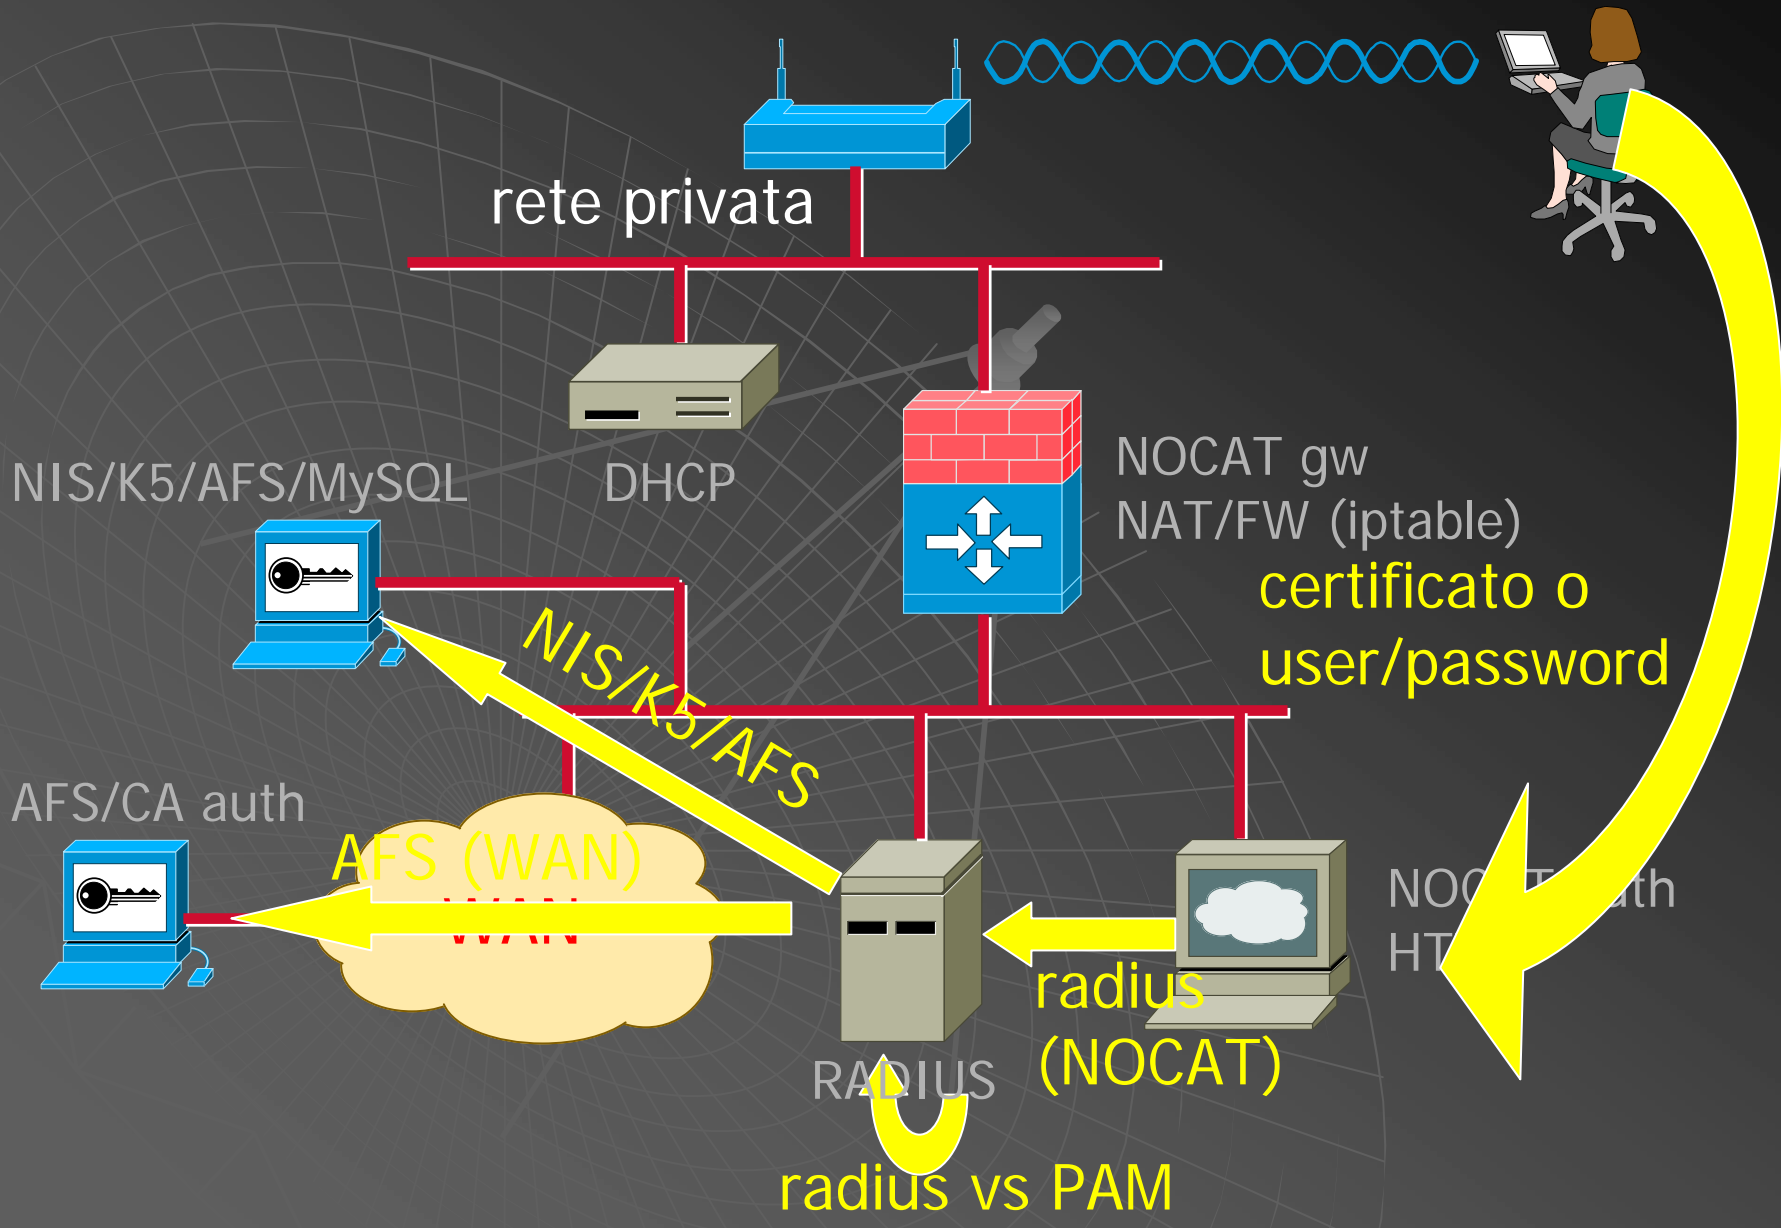 rete privata
NIS/K5/AFS/MySQL
DHCP
NOCAT gw
NAT/FW (iptable)
certificato o
user/password
NIS/K5/AFS
AFS/CA auth
AFS (WAN)
WAN
radius
(NOCAT)
RADIUS
radius vs PAM